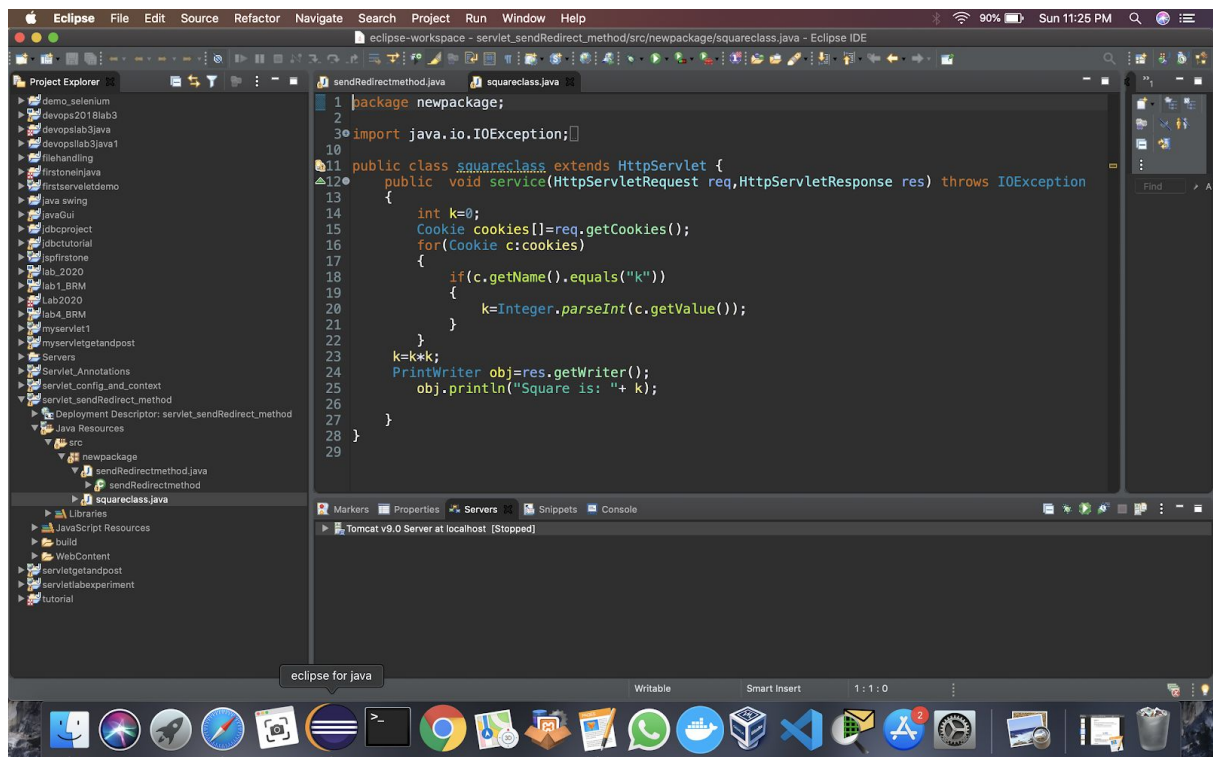 Eclipse File Edit Source Refactor Navigate Search Project Run Window Help 90% Sun 11:25 PM
eclipse-workspace - servlet_sendRedirect_method/src/newpackage/squareclass.java - Eclipse IDE
Project Explorer
demo_selenium
devops2018lab3
devopslab3java
devopsllab3java1
filehandling
firstoneinjava
firstserveletdemo
java swing
javaGui
jdbcproject
jdbctutorial
jspfirstone
lab_2020
lab1_BRM
Lab2020
lab4_BRM
myservlet1
myservletgetandpost
Servers
Servlet_Annotations
servlet_config_and_context
servlet_sendRedirect_method
Deployment Descriptor: servlet_sendRedirect_method
Java Resources
src
newpackage
sendRedirectmethod.java
sendRedirectmethod
squareclass.java
Libraries
JavaScript Resources
build
WebContent
servletgetandpost
servletlabexperiment
tutorial
sendRedirectmethod.java squareclass.java
1 package newpackage;
2
3 import java.io.IOException;
10
11 public class squareclass extends HttpServlet {
12 public void service(HttpServletRequest req,HttpServletResponse res) throws IOException
13 {
14 int k=0;
15 Cookie cookies[]=req.getCookies();
16 for(Cookie c:cookies)
17 {
18 if(c.getName().equals("k"))
19 {
20 k=Integer.parseInt(c.getValue());
21 }
22 }
23 k=k*k;
24 PrintWriter obj=res.getWriter();
25 obj.println("Square is: "+ k);
26
27 }
28 }
29
Find A
Markers Properties Servers Snippets Console
Tomcat v9.0 Server at localhost [Stopped]
eclipse for java
Writable Smart Insert 1 : 1 : 0
2